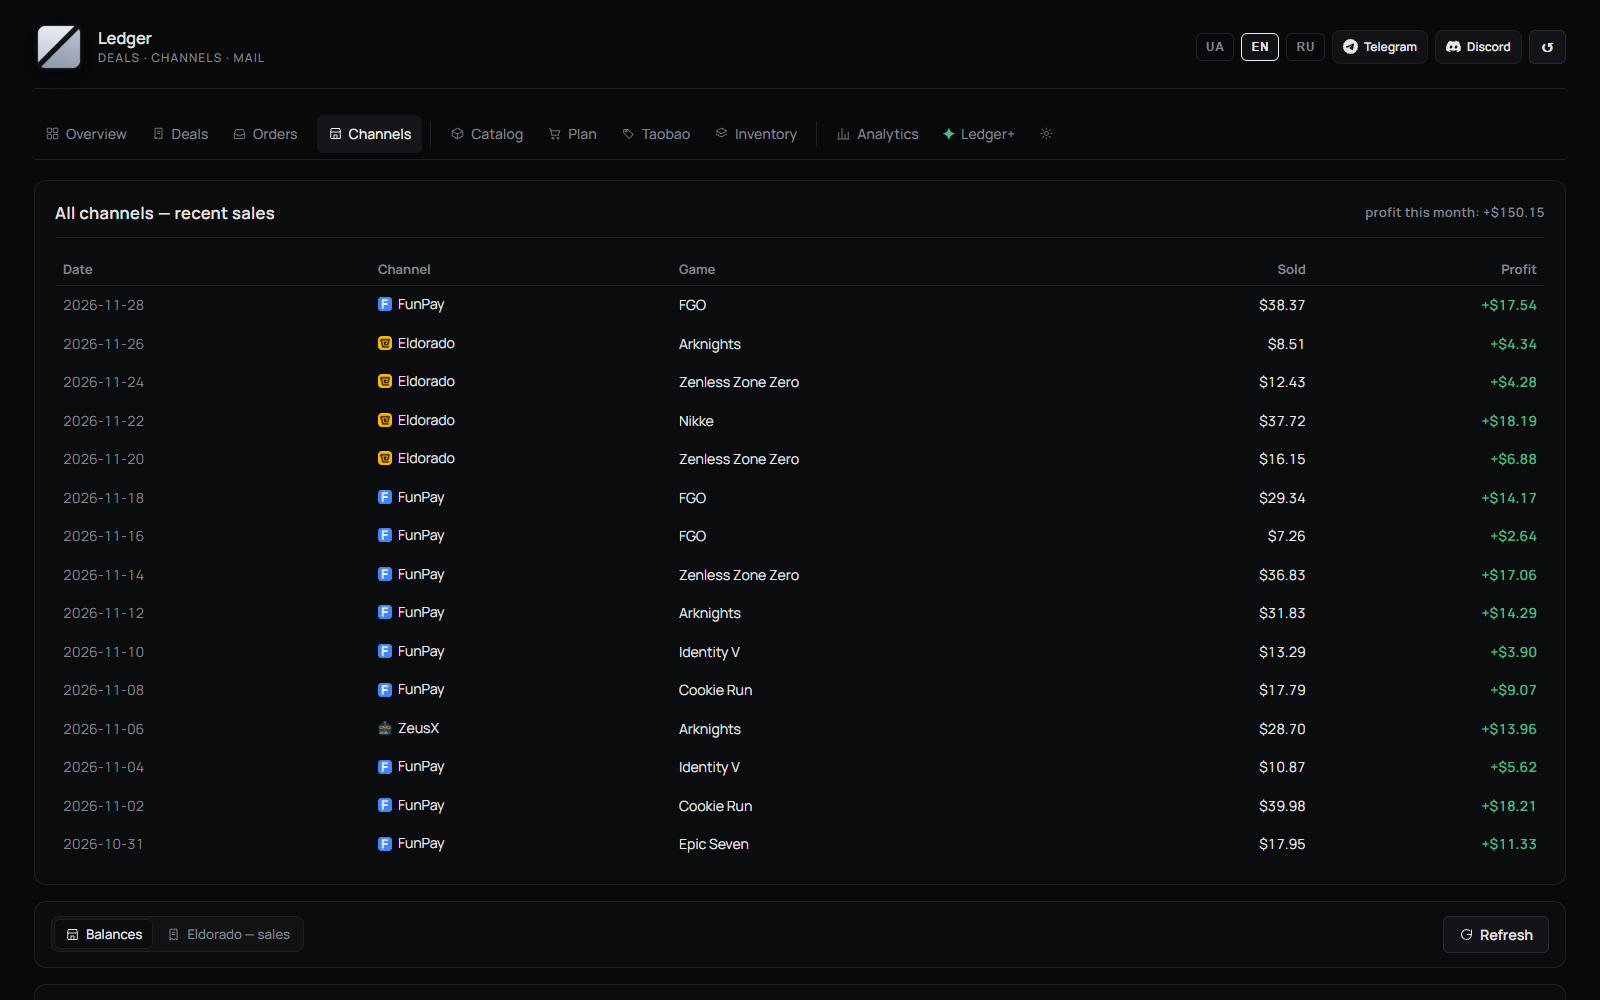 Ledger
DEALS · CHANNELS · MAIL
UA EN RU Telegram Discord
Overview Deals Orders Channels Catalog Plan Taobao Inventory Analytics Ledger+
All channels — recent sales profit this month: +$150.15
Date Channel Game Sold Profit
2026-11-28 FunPay FGO $38.37 +$17.54
2026-11-26 Eldorado Arknights $8.51 +$4.34
2026-11-24 Eldorado Zenless Zone Zero $12.43 +$4.28
2026-11-22 Eldorado Nikke $37.72 +$18.19
2026-11-20 Eldorado Zenless Zone Zero $16.15 +$6.88
2026-11-18 FunPay FGO $29.34 +$14.17
2026-11-16 FunPay FGO $7.26 +$2.64
2026-11-14 FunPay Zenless Zone Zero $36.83 +$17.06
2026-11-12 FunPay Arknights $31.83 +$14.29
2026-11-10 FunPay Identity V $13.29 +$3.90
2026-11-08 FunPay Cookie Run $17.79 +$9.07
2026-11-06 ZeusX Arknights $28.70 +$13.96
2026-11-04 FunPay Identity V $10.87 +$5.62
2026-11-02 FunPay Cookie Run $39.98 +$18.21
2026-10-31 FunPay Epic Seven $17.95 +$11.33
Balances Eldorado — sales Refresh